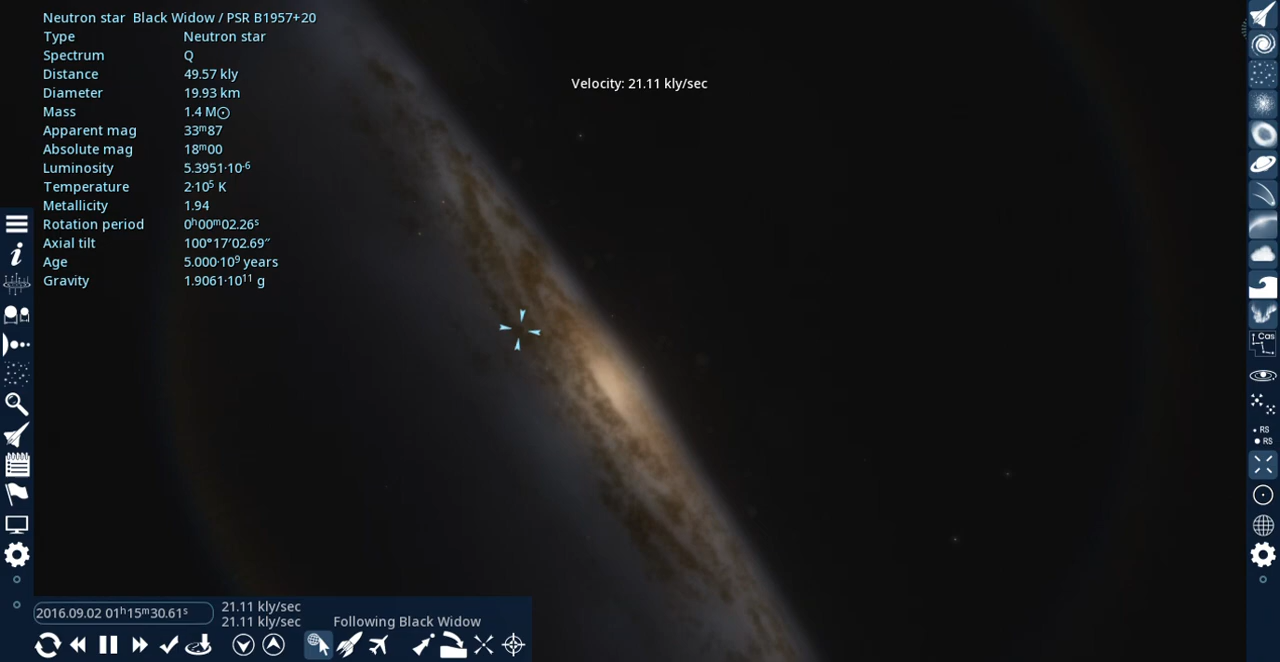 Neutron star Black Widow / PSR B1957+20
Type Neutron star
Spectrum Q
Distance 49.57 kly
Velocity: 21.11 kly/sec
Diameter 19.93 km
Mass 1.4 M☉
Apparent mag 33ᵐ87
Absolute mag 18ᵐ00
Luminosity 5.3951·10⁻⁶
Temperature 2·10⁵ K
Metallicity 1.94
Rotation period 0ʰ00ᵐ02.26ˢ
Axial tilt 100°17′02.69″
Age 5.000·10⁹ years
Gravity 1.9061·10¹¹ g
Cas
RS
RS
2016.09.02 01ʰ15ᵐ30.61ˢ
21.11 kly/sec
21.11 kly/sec
Following Black Widow